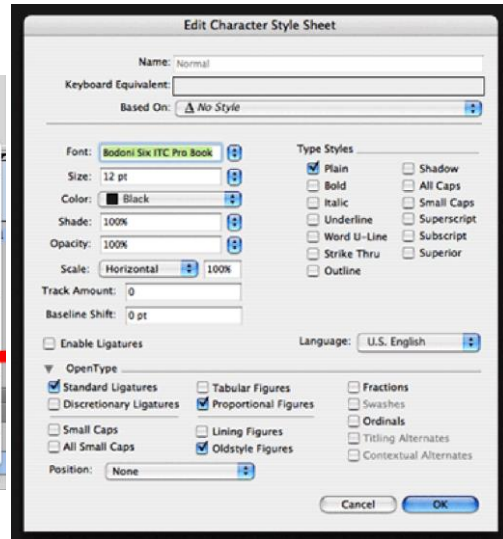 Edit Character Style Sheet
Name: Normal
Keyboard Equivalent:
Based On: A No Style
Font: Bodoni Six ITC Pro Book
Size: 12 pt
Color: Black
Shade: 100%
Opacity: 100%
Scale: Horizontal 100%
Track Amount: 0
Baseline Shift: 0 pt
Type Styles
Plain Shadow
Bold All Caps
Italic Small Caps
Underline Superscript
Word U-Line Subscript
Strike Thru Superior
Outline
Enable Ligatures Language: U.S. English
OpenType
Standard Ligatures Tabular Figures Fractions
Discretionary Ligatures Proportional Figures Swashes
Ordinals
Small Caps Lining Figures Titling Alternates
All Small Caps Oldstyle Figures Contextual Alternates
Position: None
Cancel OK